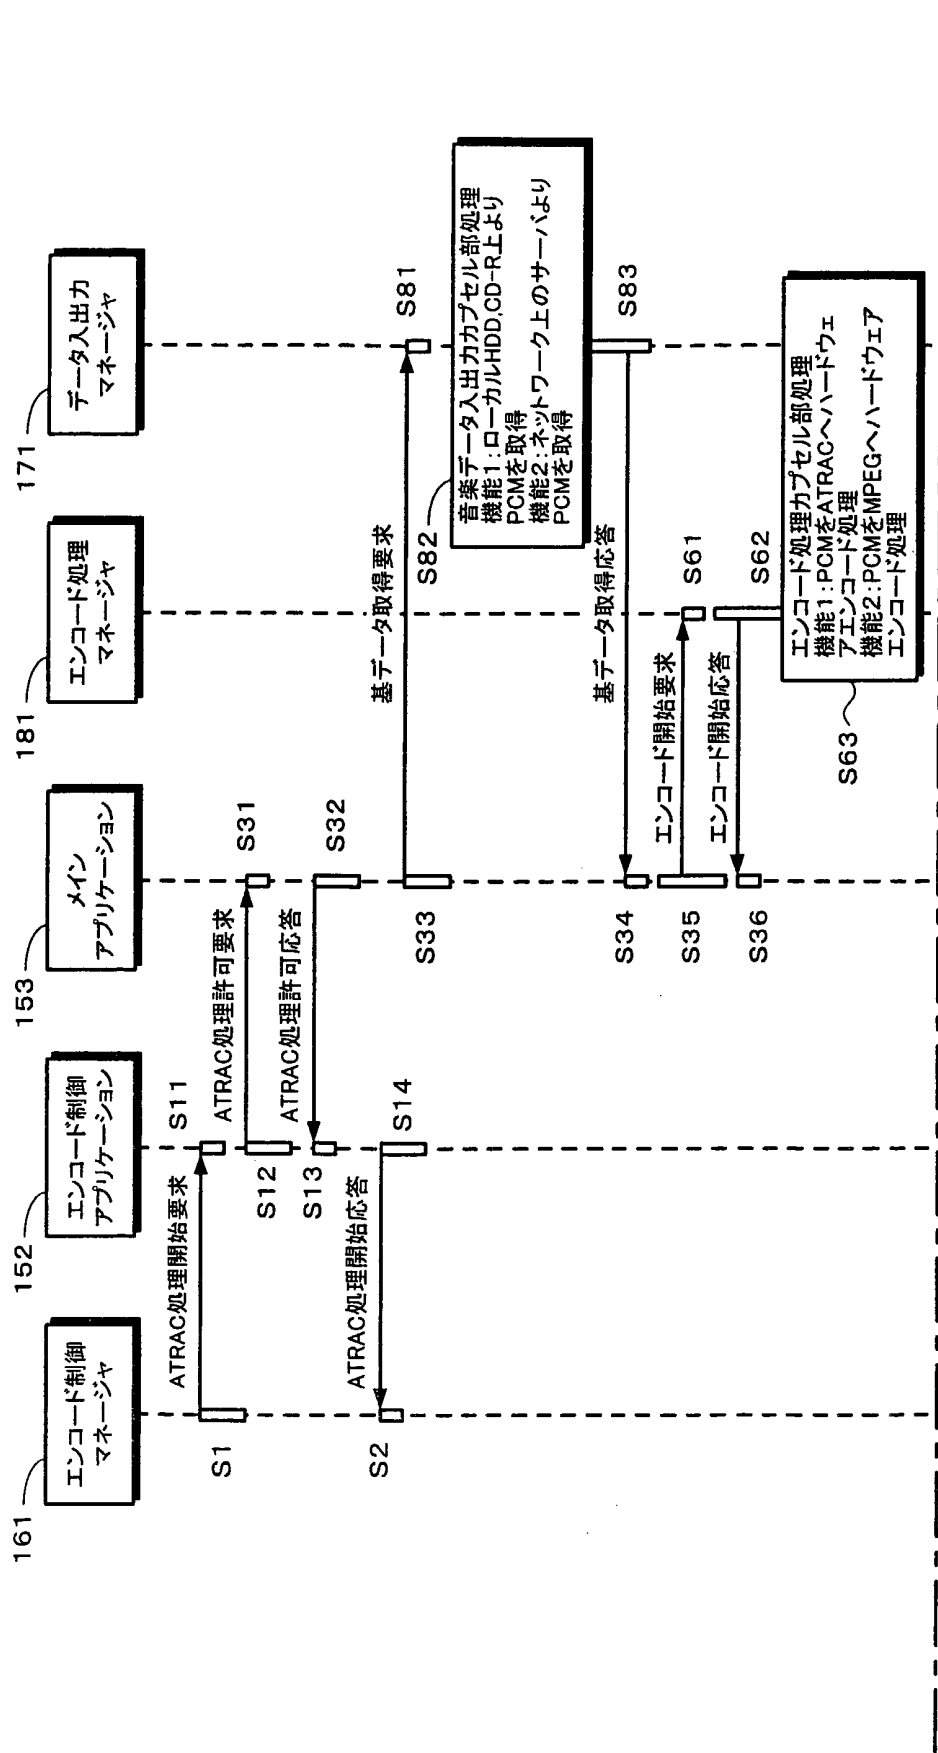 161
エンコード制御
マネージャ
152
エンコード制御
アプリケーション
153
メイン
アプリケーション
181
エンコード処理
マネージャ
171
データ入出力
マネージャ
ATRAC処理開始要求
S1
S11
ATRAC処理許可要求
S12
S31
ATRAC処理許可応答
S13
S32
ATRAC処理開始応答
S2
S14
基データ取得要求
S33
S81
S82
音楽データ入出力カプセル部処理
機能1:ローカルHDD,CD-R上より
PCMを取得
機能2:ネットワーク上のサーバより
PCMを取得
基データ取得応答
S34
S83
エンコード開始要求
S35
S61
エンコード開始応答
S36
S62
S63
エンコード処理カプセル部処理
機能1:PCMをATRACへハードウェ
アエンコード処理
機能2:PCMをMPEGへハードウェア
エンコード処理